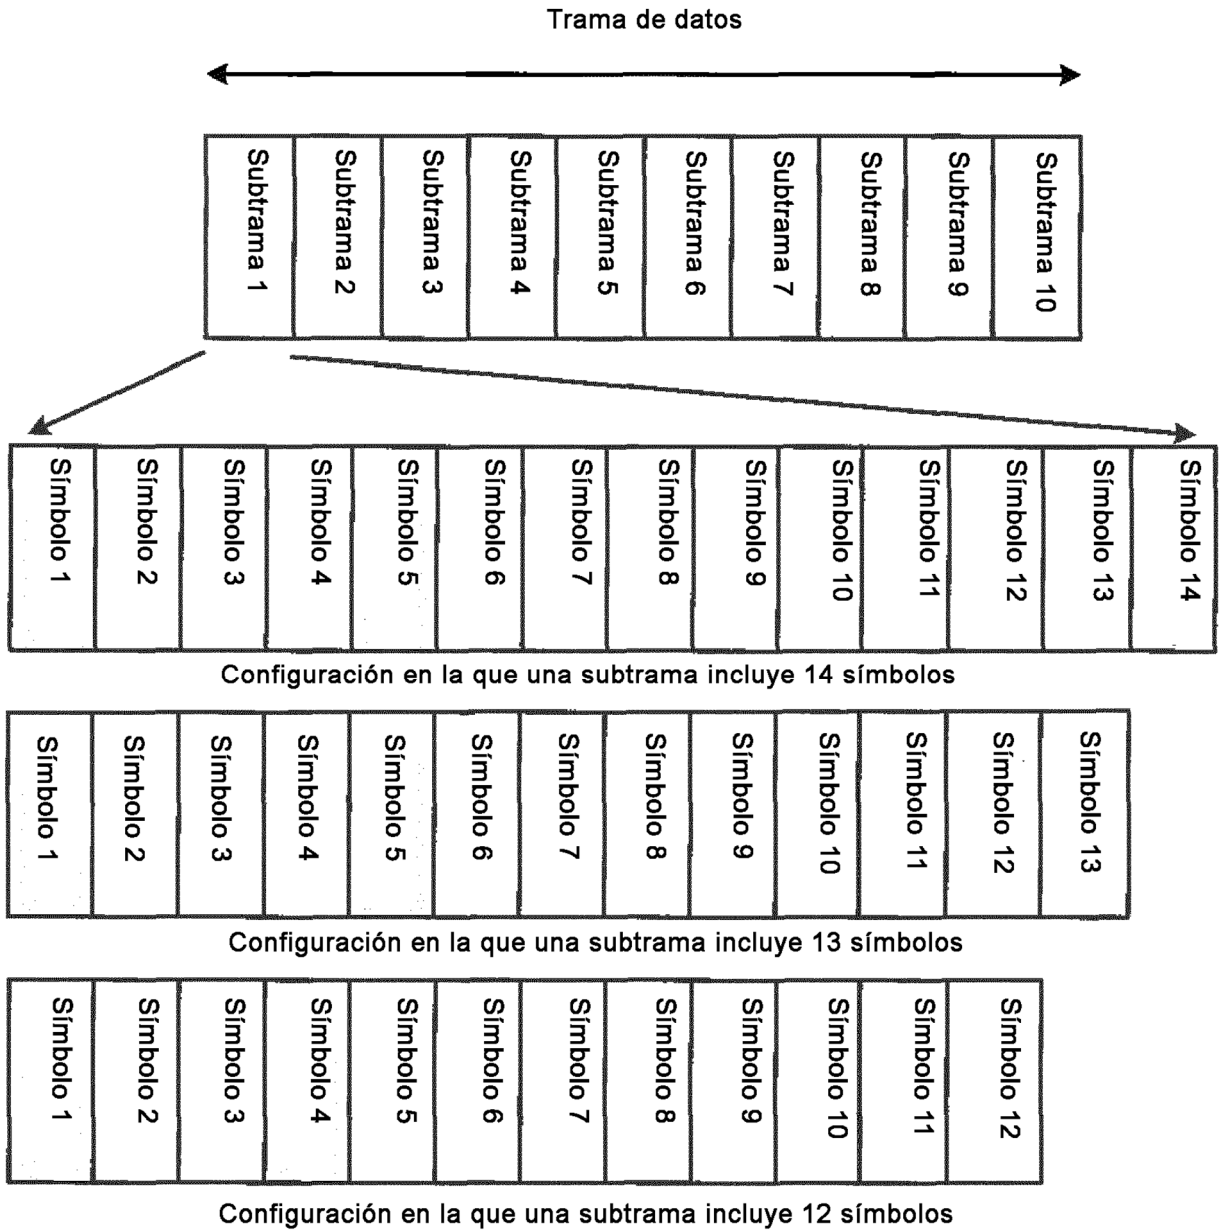 Trama de datos
Subtrama 1
Subtrama 2
Subtrama 3
Subtrama 4
Subtrama 5
Subtrama 6
Subtrama 7
Subtrama 8
Subtrama 9
Subtrama 10
Símbolo 1
Símbolo 2
Símbolo 3
Símbolo 4
Símbolo 5
Símbolo 6
Símbolo 7
Símbolo 8
Símbolo 9
Símbolo 10
Símbolo 11
Símbolo 12
Símbolo 13
Símbolo 14
Configuración en la que una subtrama incluye 14 símbolos
Símbolo 1
Símbolo 2
Símbolo 3
Símbolo 4
Símbolo 5
Símbolo 6
Símbolo 7
Símbolo 8
Símbolo 9
Símbolo 10
Símbolo 11
Símbolo 12
Símbolo 13
Configuración en la que una subtrama incluye 13 símbolos
Símbolo 1
Símbolo 2
Símbolo 3
Símbolo 4
Símbolo 5
Símbolo 6
Símbolo 7
Símbolo 8
Símbolo 9
Símbolo 10
Símbolo 11
Símbolo 12
Configuración en la que una subtrama incluye 12 símbolos